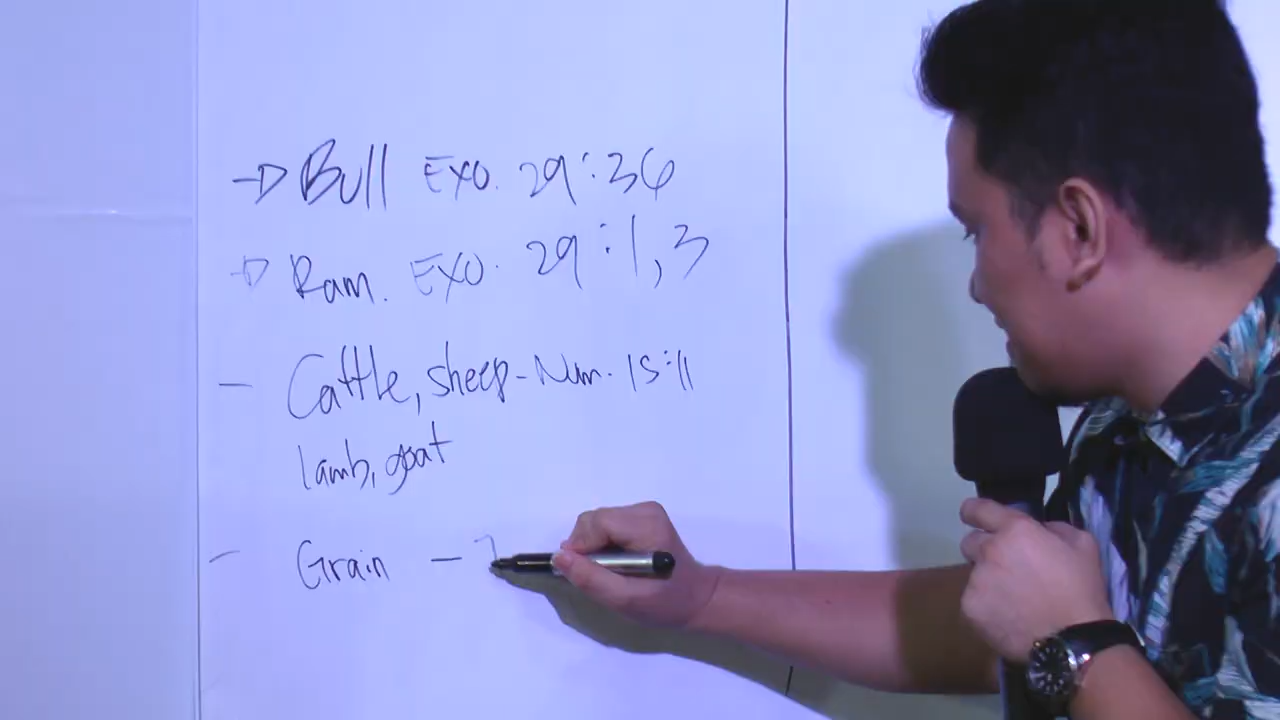 → Bull Exo. 29:36
→ Ram. Exo. 29:1,3
- Cattle, sheep - Num. 15:11
lamb, goat
- Grain -